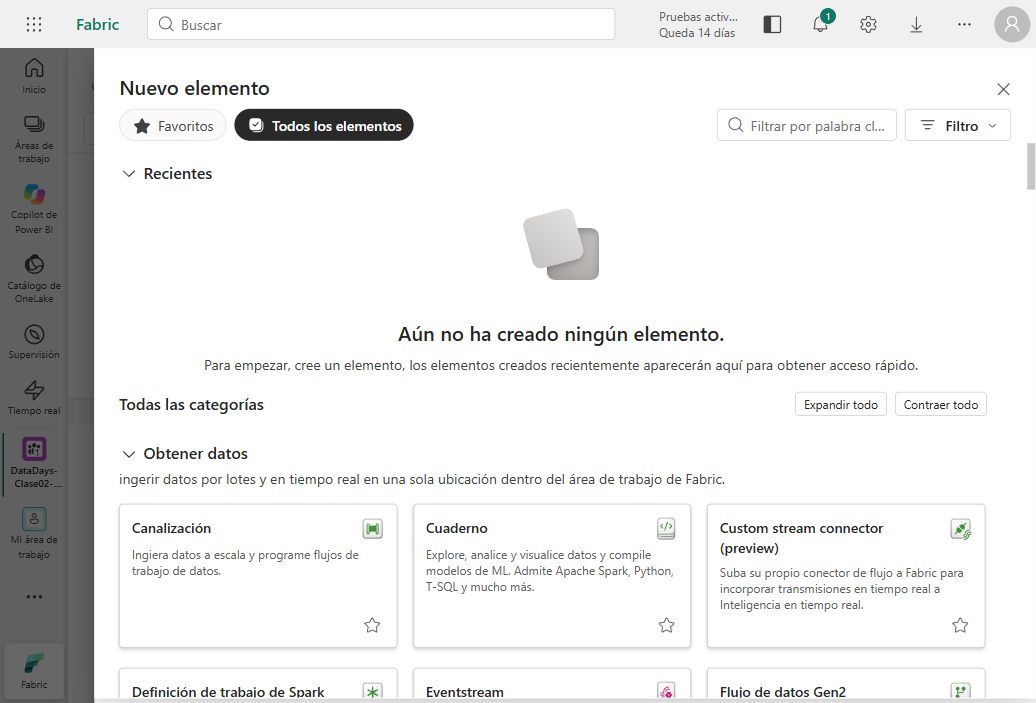 Fabric
Buscar
Pruebas activ...
Queda 14 días
1
Inicio
Áreas de
trabajo
Copilot de
Power BI
Catálogo de
OneLake
Supervisión
Tiempo real
DataDays-
Clase02-...
Mi área de
trabajo
Fabric
Nuevo elemento
Favoritos
Todos los elementos
Filtrar por palabra cl...
Filtro
Recientes
Aún no ha creado ningún elemento.
Para empezar, cree un elemento, los elementos creados recientemente aparecerán aquí para obtener acceso rápido.
Todas las categorías
Expandir todo
Contraer todo
Obtener datos
ingerir datos por lotes y en tiempo real en una sola ubicación dentro del área de trabajo de Fabric.
Canalización
Ingiera datos a escala y programe flujos de
trabajo de datos.
Cuaderno
Explore, analice y visualice datos y compile
modelos de ML. Admite Apache Spark, Python,
T-SQL y mucho más.
Custom stream connector
(preview)
Suba su propio conector de flujo a Fabric para
incorporar transmisiones en tiempo real a
Inteligencia en tiempo real.
Definición de trabajo de Spark
Eventstream
Flujo de datos Gen2